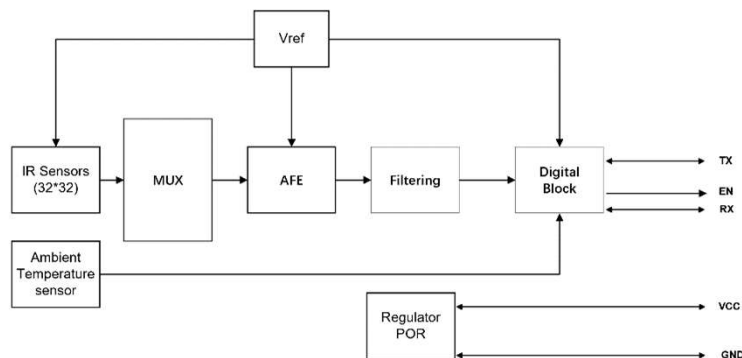 Vref
IR Sensors
(32*32)
MUX
AFE
Filtering
Digital
Block
TX
EN
RX
Ambient
Temperature
sensor
Regulator
POR
VCC
GND